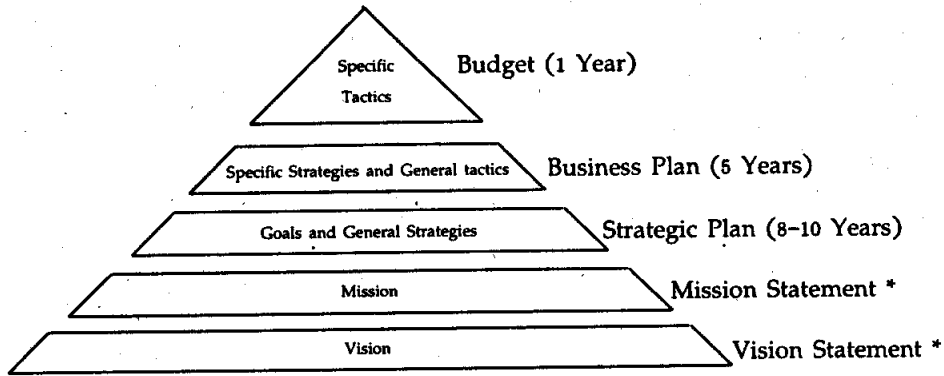 Specific
Tactics
Budget (1 Year)
Specific Strategies and General tactics
Business Plan (5 Years)
Goals and General Strategies
Strategic Plan (8-10 Years)
Mission
Mission Statement *
Vision
Vision Statement *